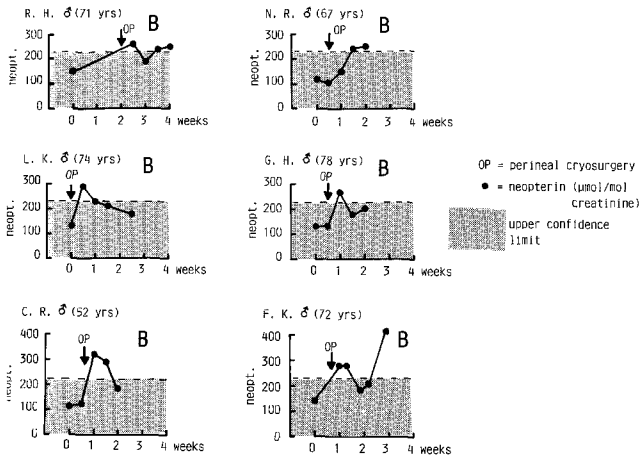 R. H. ♂ (71 yrs)
OP
B
neopt.
300
200
100
0
0 1 2 3 4 weeks
N. R. ♂ (67 yrs)
OP
B
neopt.
300
200
100
0
0 1 2 3 4 weeks
L. K. ♂ (74 yrs)
OP
B
neopt.
300
200
100
0
0 1 2 3 4 weeks
G. H. ♂ (78 yrs)
OP
B
neopt.
300
200
100
0
0 1 2 3 4 weeks
OP = perineal cryosurgery
● = neopterin (μmol/mol
creatinine)
upper confidence
limit
C. R. ♂ (52 yrs)
OP
B
neopt.
400
300
200
100
0
0 1 2 3 4 weeks
F. K. ♂ (72 yrs)
OP
B
neopt.
400
300
200
100
0
0 1 2 3 4 weeks